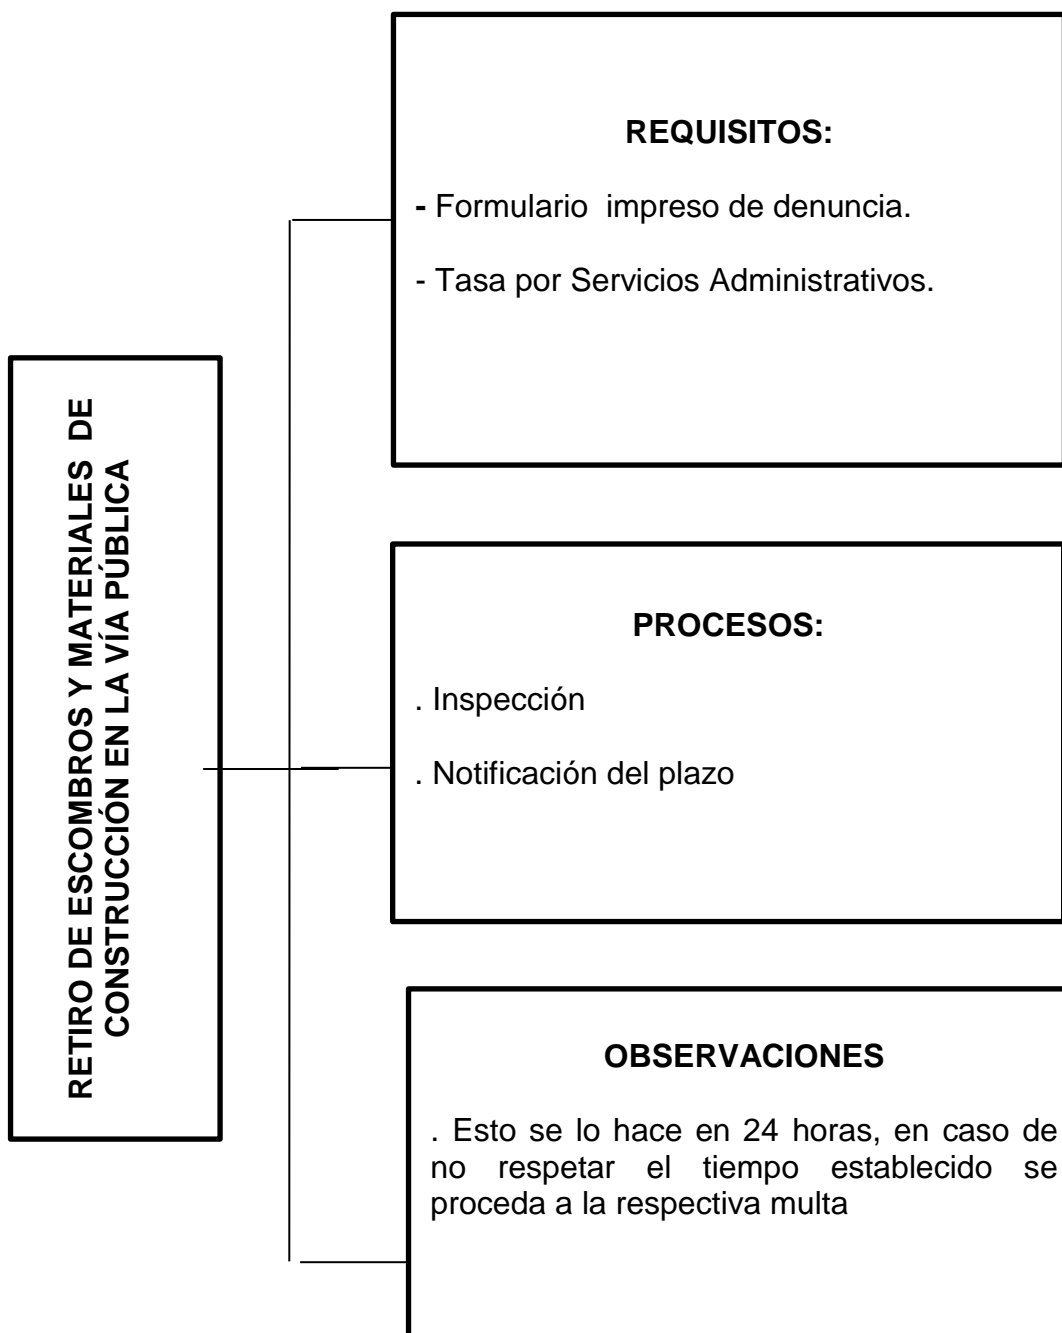 RETIRO DE ESCOMBROS Y MATERIALES DE
CONSTRUCCIÓN EN LA VÍA PÚBLICA
REQUISITOS:
- Formulario impreso de denuncia.
- Tasa por Servicios Administrativos.
PROCESOS:
. Inspección
. Notificación del plazo
OBSERVACIONES
. Esto se lo hace en 24 horas, en caso de
no respetar el tiempo establecido se
proceda a la respectiva multa